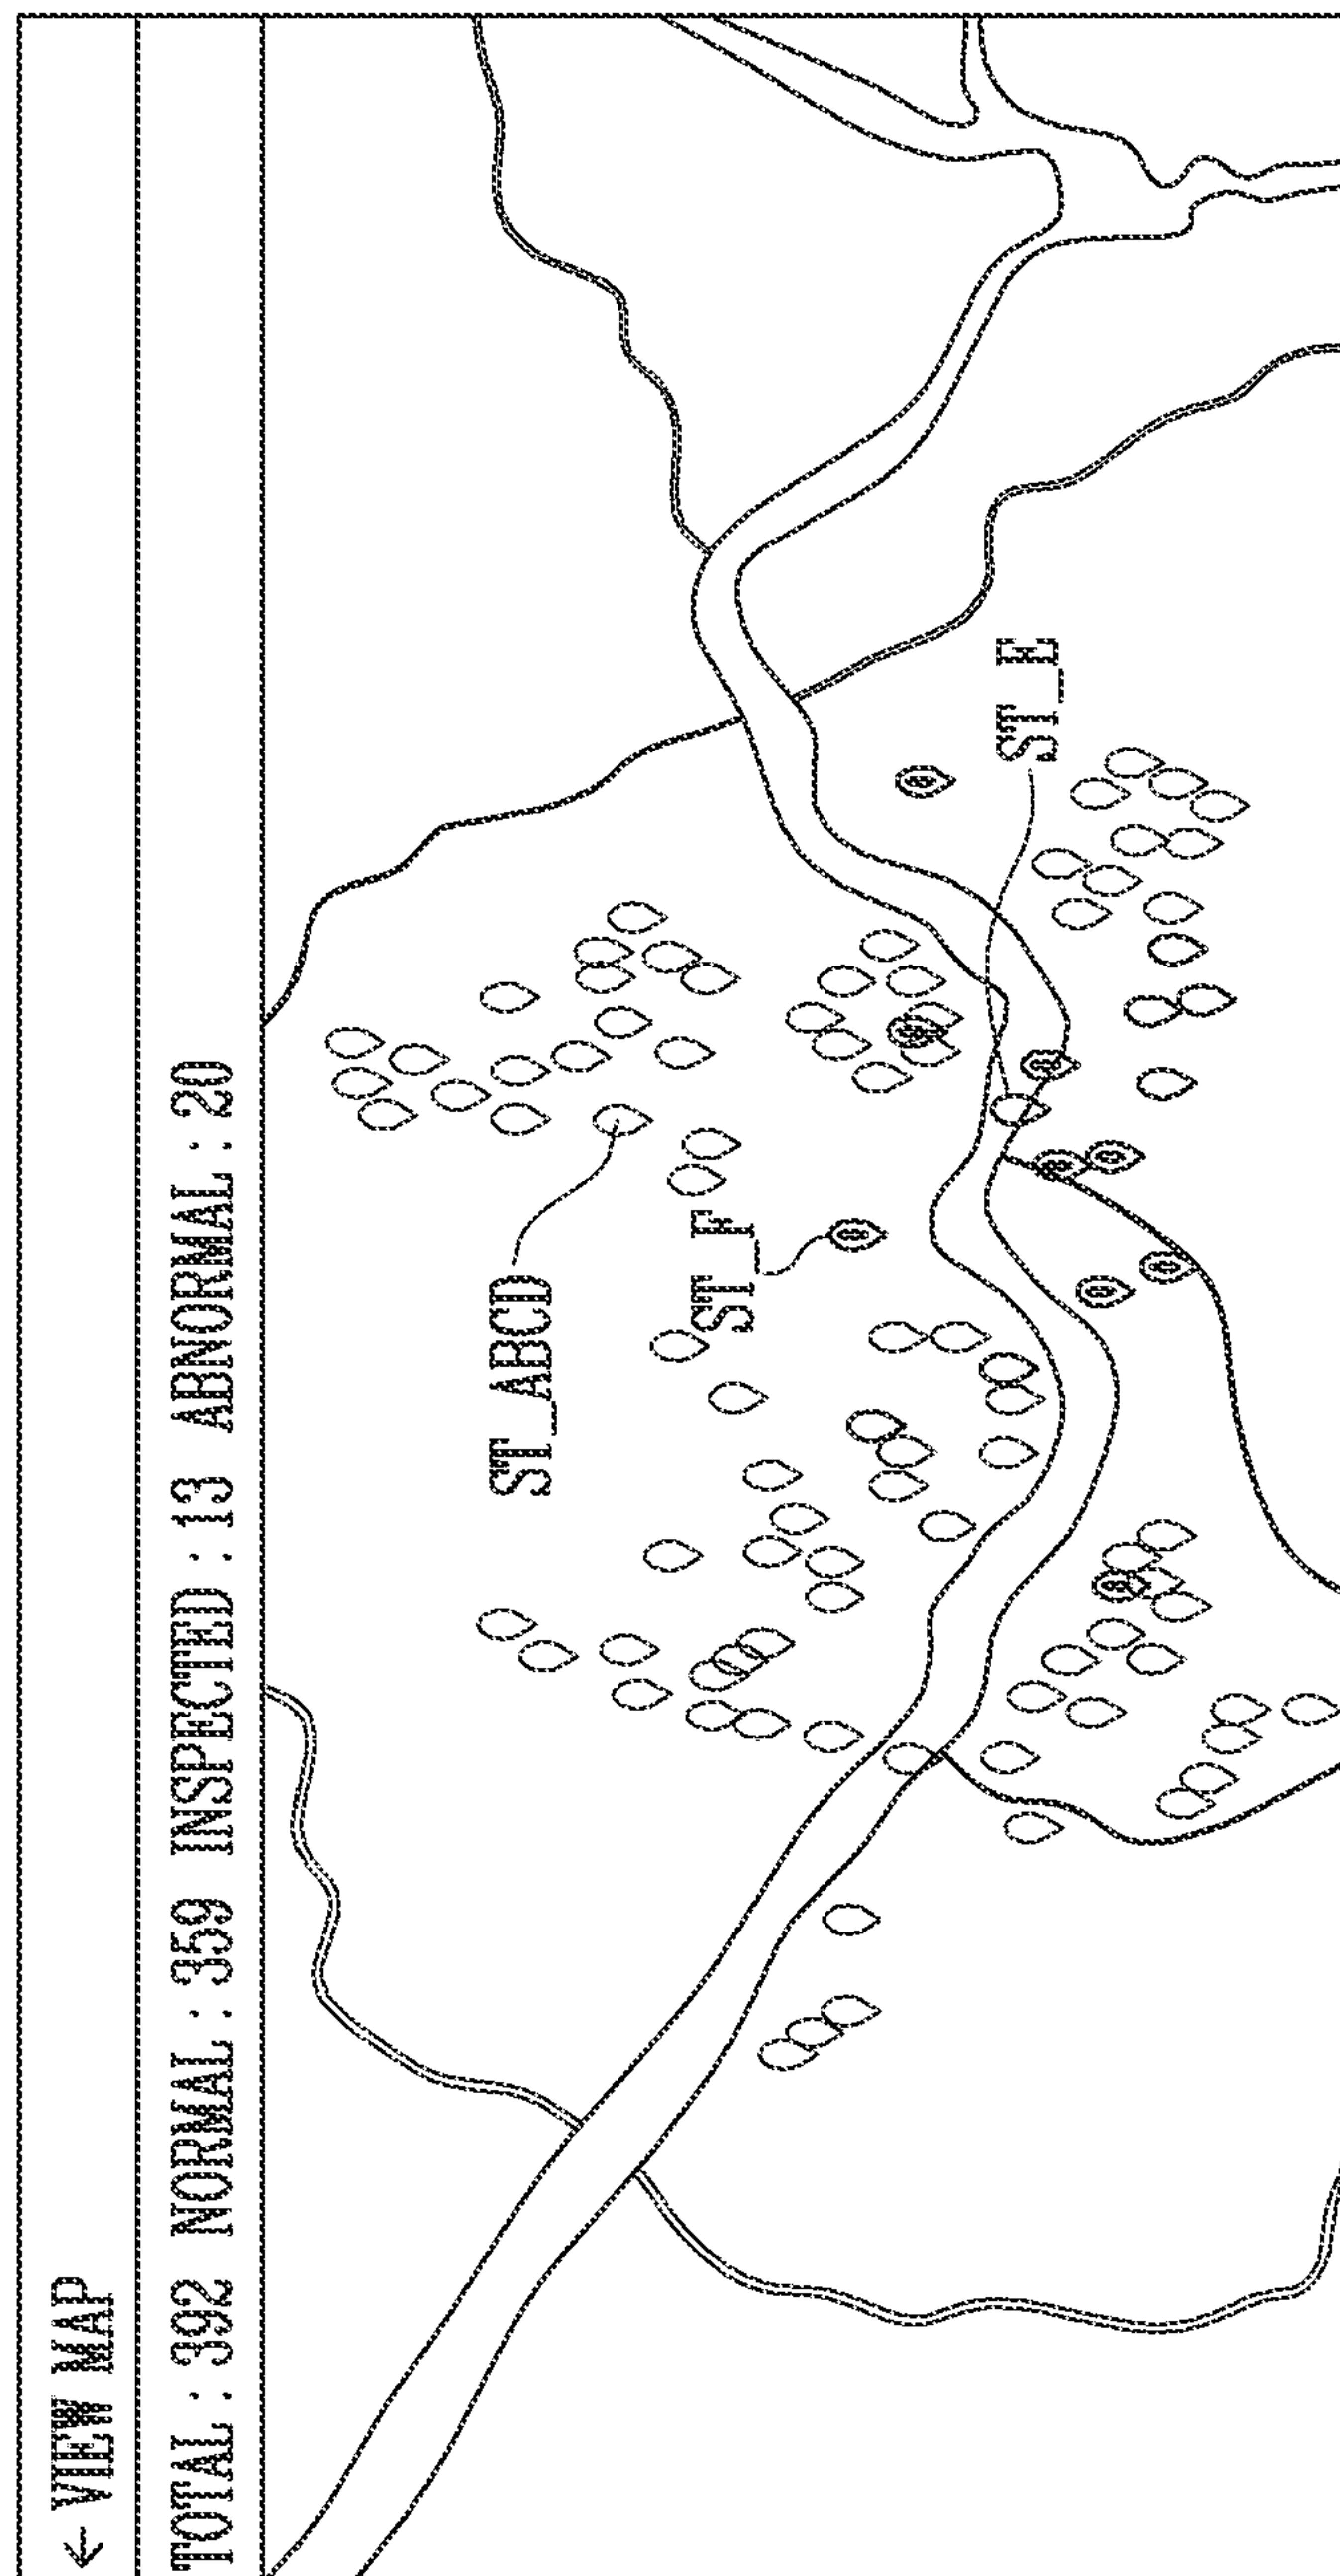 ← VIEW MAP
TOTAL : 392 NORMAL : 359 INSPECTED : 13 ABNORMAL : 20
ST_ABCD
ST_F
ST_E